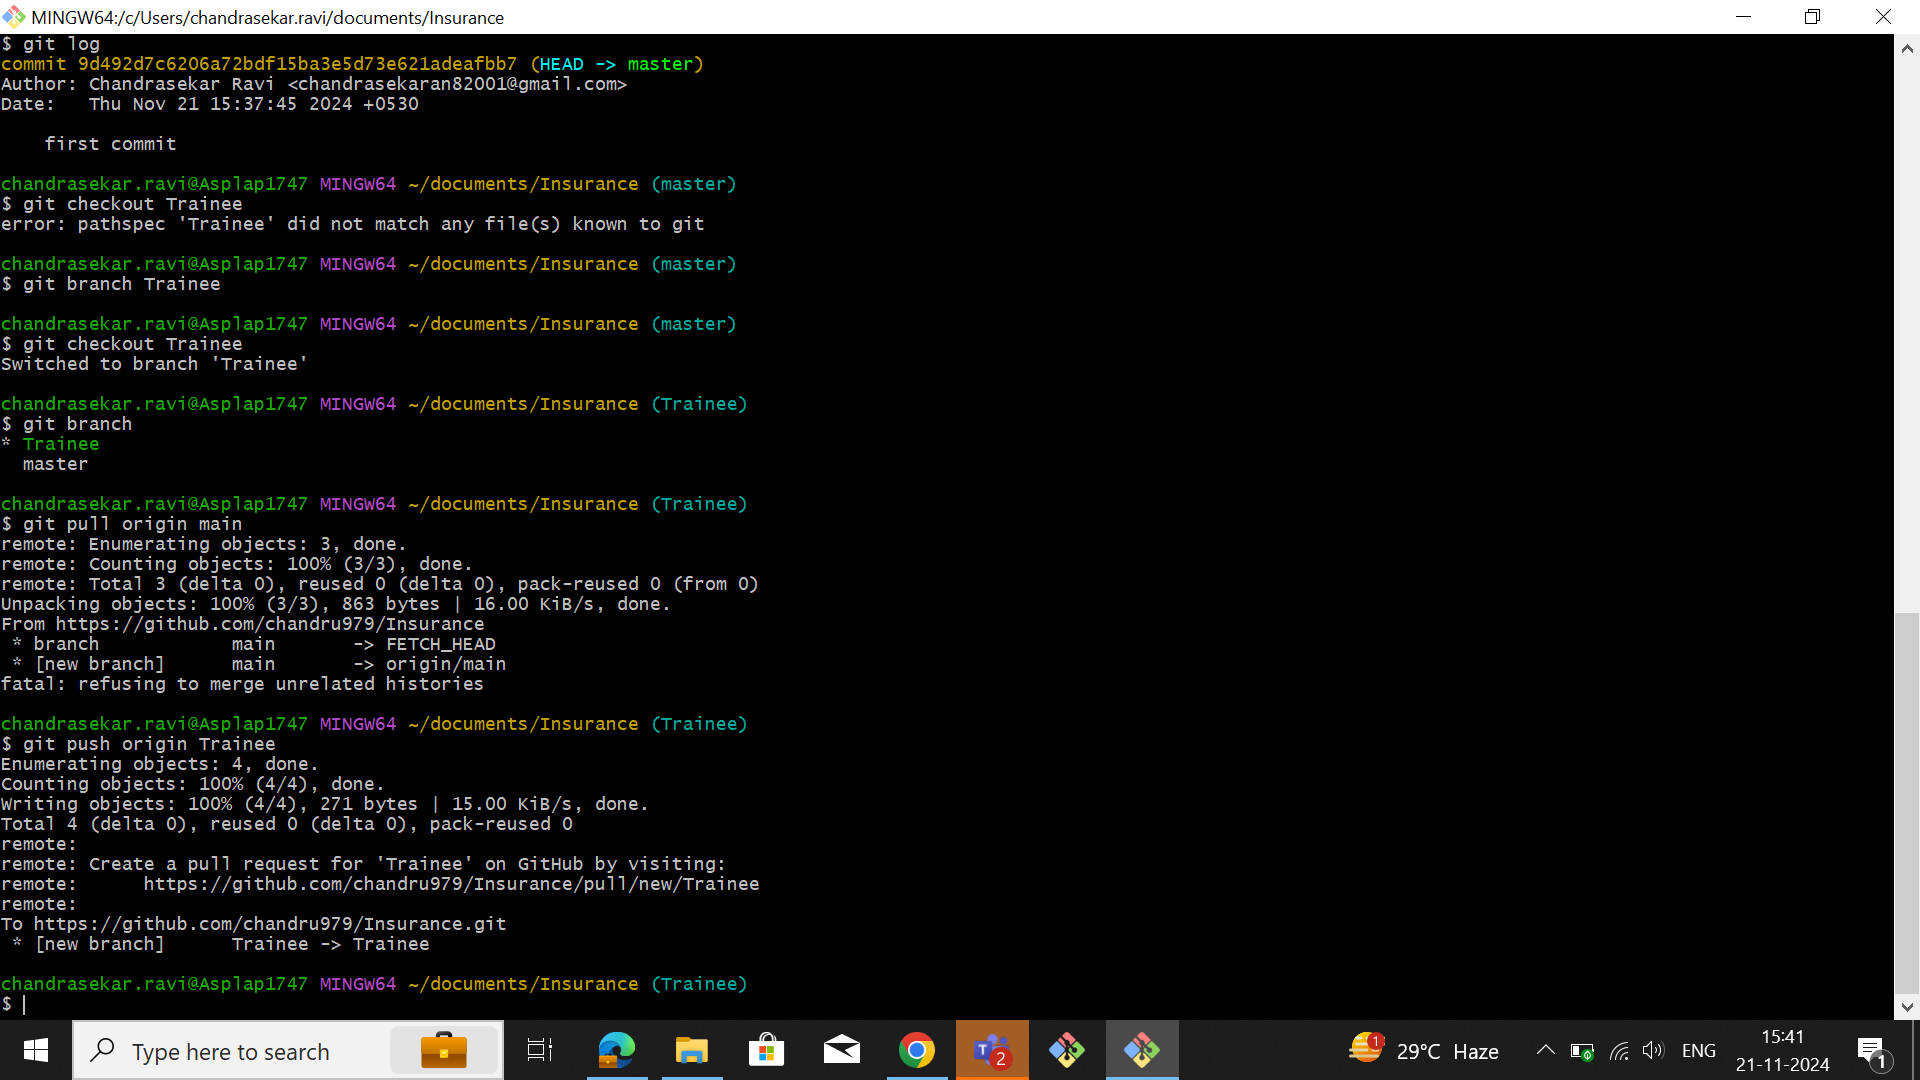 MINGW64:/c/Users/chandrasekar.ravi/documents/Insurance
$ git log
commit 9d492d7c6206a72bdf15ba3e5d73e621adeafbb7 (HEAD -> master)
Author: Chandrasekar Ravi <chandrasekaran82001@gmail.com>
Date:   Thu Nov 21 15:37:45 2024 +0530
    first commit
chandrasekar.ravi@Asplap1747 MINGW64 ~/documents/Insurance (master)
$ git checkout Trainee
error: pathspec 'Trainee' did not match any file(s) known to git
chandrasekar.ravi@Asplap1747 MINGW64 ~/documents/Insurance (master)
$ git branch Trainee
chandrasekar.ravi@Asplap1747 MINGW64 ~/documents/Insurance (master)
$ git checkout Trainee
Switched to branch 'Trainee'
chandrasekar.ravi@Asplap1747 MINGW64 ~/documents/Insurance (Trainee)
$ git branch
* Trainee
  master
chandrasekar.ravi@Asplap1747 MINGW64 ~/documents/Insurance (Trainee)
$ git pull origin main
remote: Enumerating objects: 3, done.
remote: Counting objects: 100% (3/3), done.
remote: Total 3 (delta 0), reused 0 (delta 0), pack-reused 0 (from 0)
Unpacking objects: 100% (3/3), 863 bytes | 16.00 KiB/s, done.
From https://github.com/chandru979/Insurance
 * branch            main       -> FETCH_HEAD
 * [new branch]      main       -> origin/main
fatal: refusing to merge unrelated histories
chandrasekar.ravi@Asplap1747 MINGW64 ~/documents/Insurance (Trainee)
$ git push origin Trainee
Enumerating objects: 4, done.
Counting objects: 100% (4/4), done.
Writing objects: 100% (4/4), 271 bytes | 15.00 KiB/s, done.
Total 4 (delta 0), reused 0 (delta 0), pack-reused 0
remote:
remote: Create a pull request for 'Trainee' on GitHub by visiting:
remote:      https://github.com/chandru979/Insurance/pull/new/Trainee
remote:
To https://github.com/chandru979/Insurance.git
 * [new branch]      Trainee -> Trainee
chandrasekar.ravi@Asplap1747 MINGW64 ~/documents/Insurance (Trainee)
$
Type here to search
T 2
1
29°C Haze
ENG
15:41
21-11-2024
1